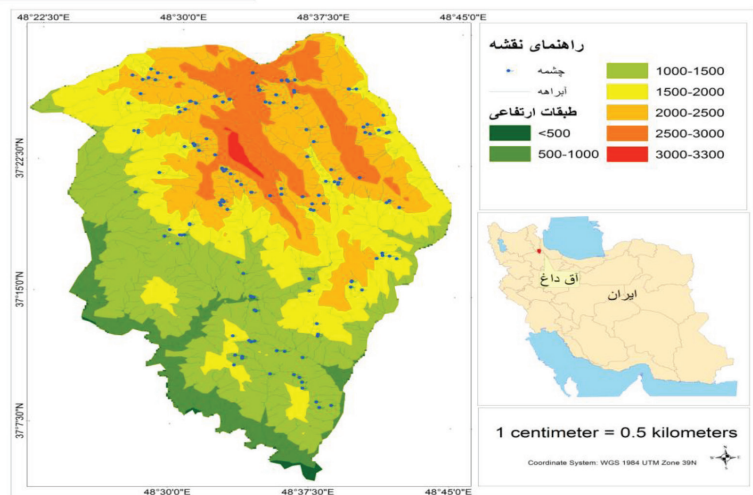 48°22'30"E
48°30'0"E
48°37'30"E
48°45'0"E
37°22'30"N
37°15'0"N
37°7'30"N
48°30'0"E
48°37'30"E
48°45'0"E
راهنمای نقشه
چشمه
آبراهه
طبقات ارتفاعی
<500
500-1000
1000-1500
1500-2000
2000-2500
2500-3000
3000-3300
آق داغ
ایران
1 centimeter = 0.5 kilometers
Coordinate System: WGS 1984 UTM Zone 39N